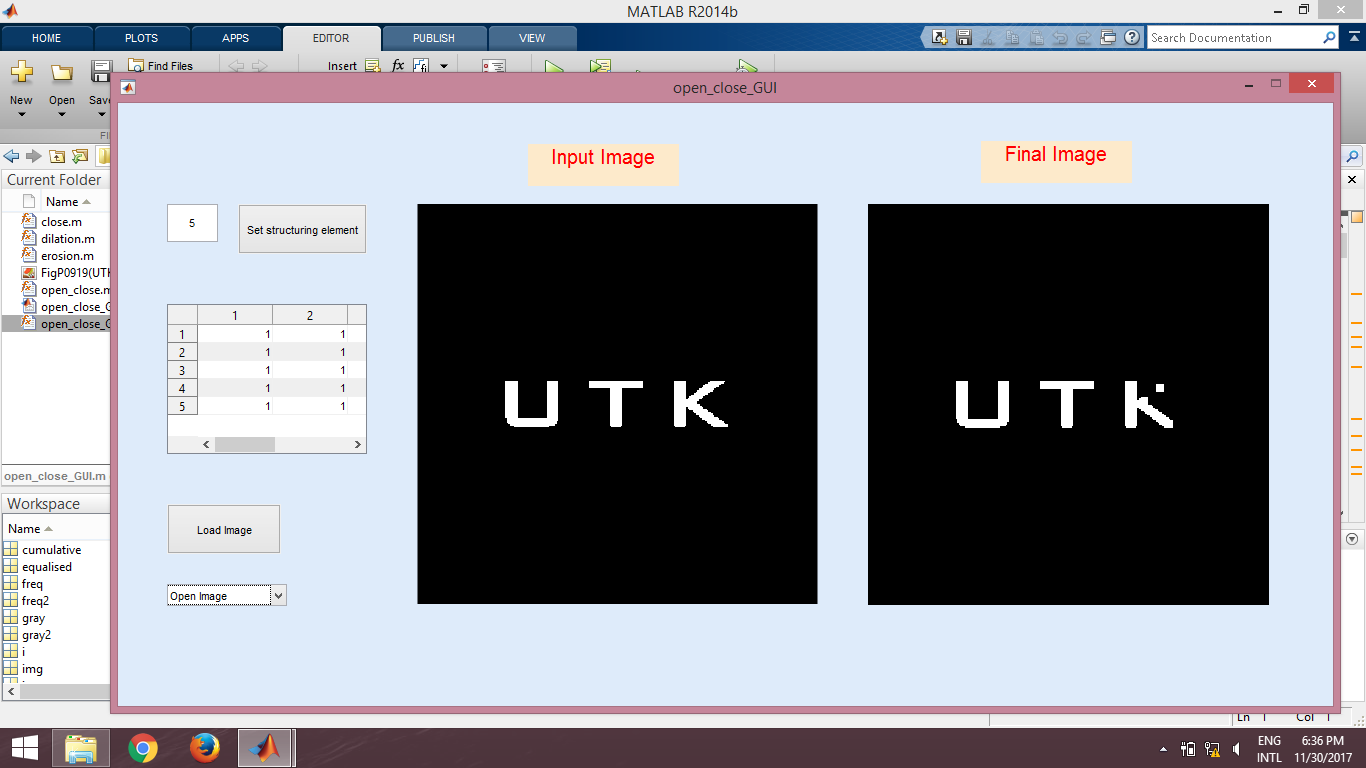 MATLAB R2014b
HOME PLOTS APPS EDITOR PUBLISH VIEW
Search Documentation
Find Files Insert fx
New Open Save
open_close_GUI
Current Folder
Name
close.m
dilation.m
erosion.m
FigP0919(UTK
open_close.m
open_close_G
open_close_G
open_close_GUI.m
Workspace
Name
cumulative
equalised
freq
freq2
gray
gray2
i
img
Input Image
Final Image
5
Set structuring element
1 2
1 1 1
2 1 1
3 1 1
4 1 1
5 1 1
Load Image
Open Image
UTK
UTK
Ln 1 Col 1
ENG 6:36 PM
INTL 11/30/2017